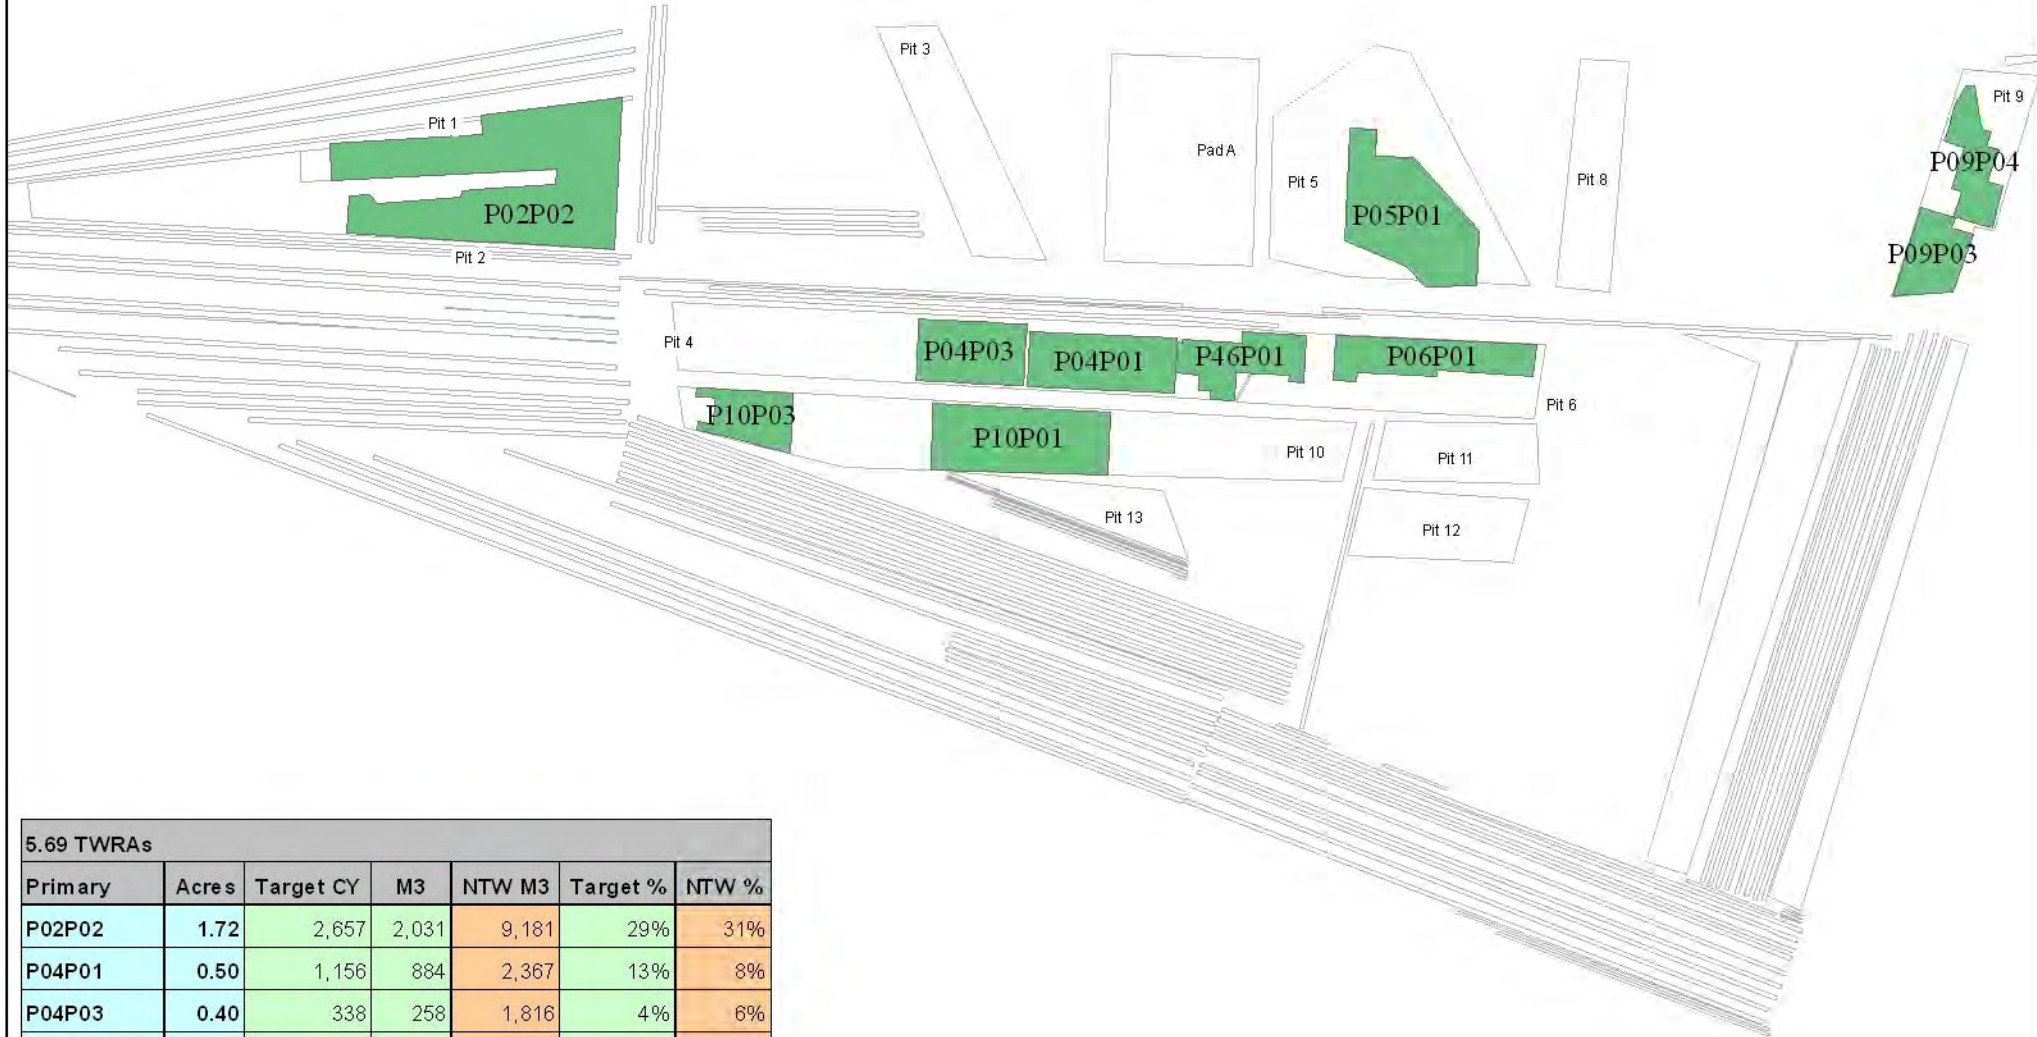 Pit 3
Pit 9
Pit 1
Pad A
P09P04
Pit 5
Pit 8
P02P02
P05P01
P09P03
Pit 2
Pit 4
P04P03
P04P01
P46P01
P06P01
P10P03
Pit 6
P10P01
Pit 10
Pit 11
Pit 13
Pit 12
5.69 TWRAs
Primary Acres Target CY M3 NTW M3 Target % NTW %
P02P02 1.72 2,657 2,031 9,181 29% 31%
P04P01 0.50 1,156 884 2,367 13% 8%
P04P03 0.40 338 258 1,816 4% 6%